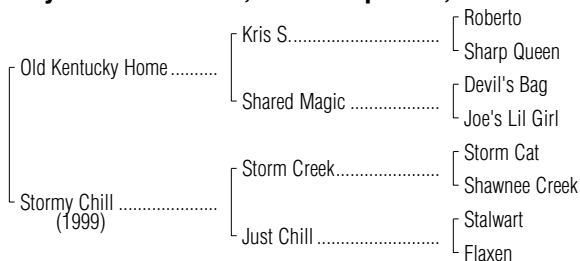 Roberto
Kris S.
Sharp Queen
Old Kentucky Home
Devil's Bag
Shared Magic
Joe's Lil Girl
Storm Cat
Storm Creek
Shawnee Creek
Stormy Chill
(1999)
Stalwart
Just Chill
Flaxen